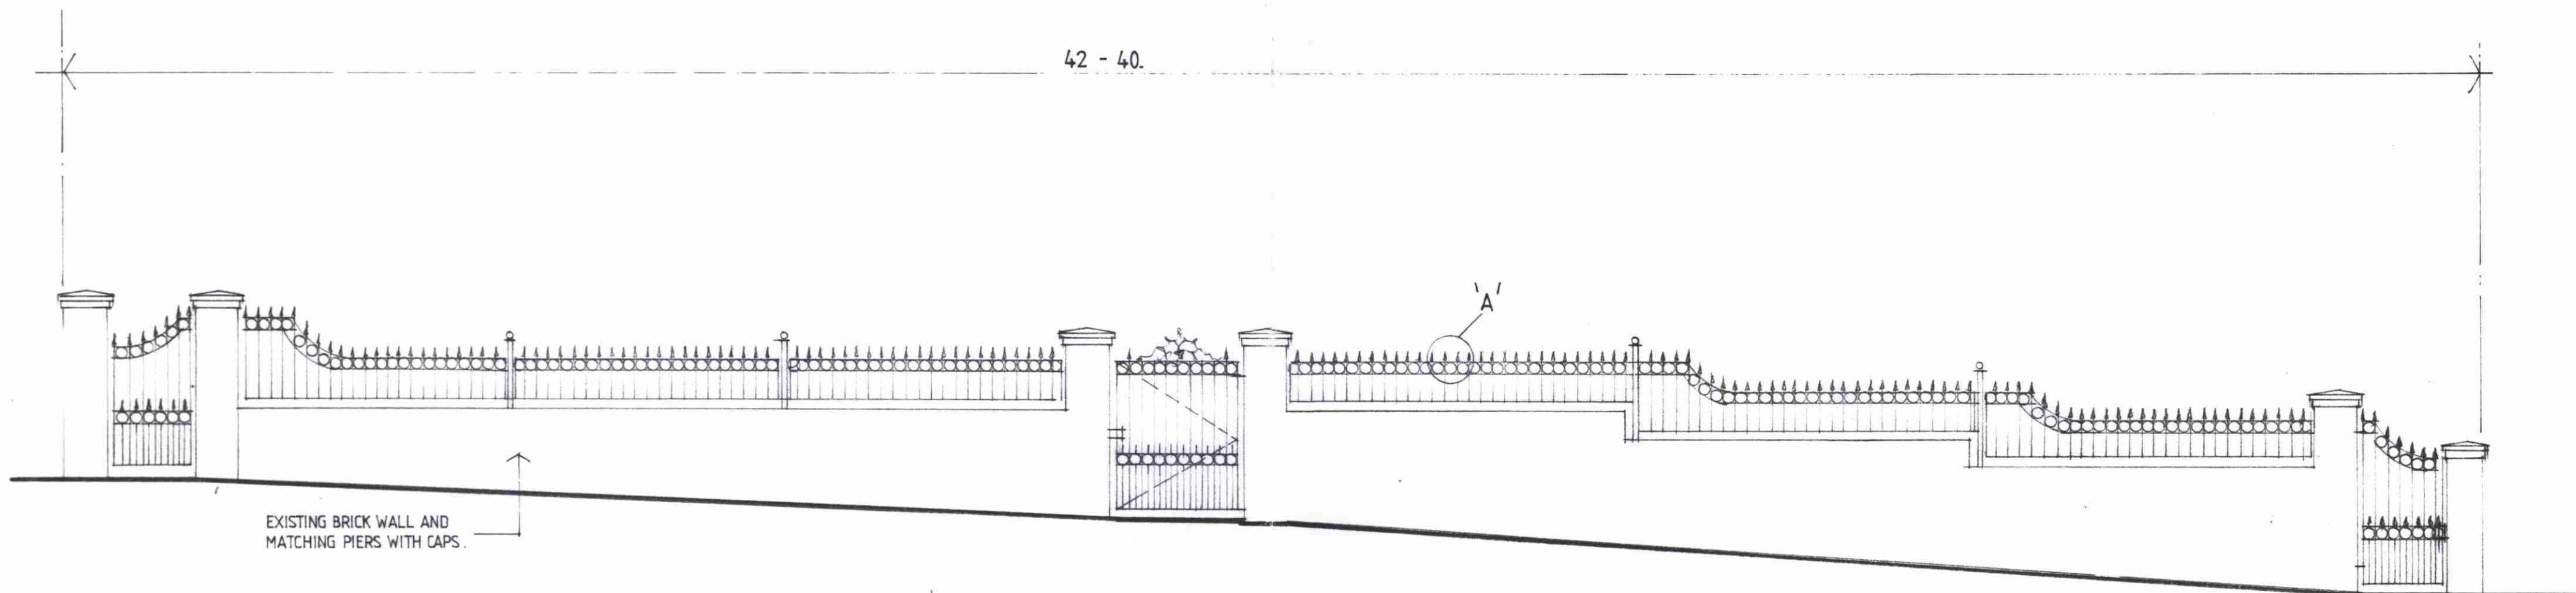 42 - 40.
'A'
EXISTING BRICK WALL AND
MATCHING PIERS WITH CAPS.